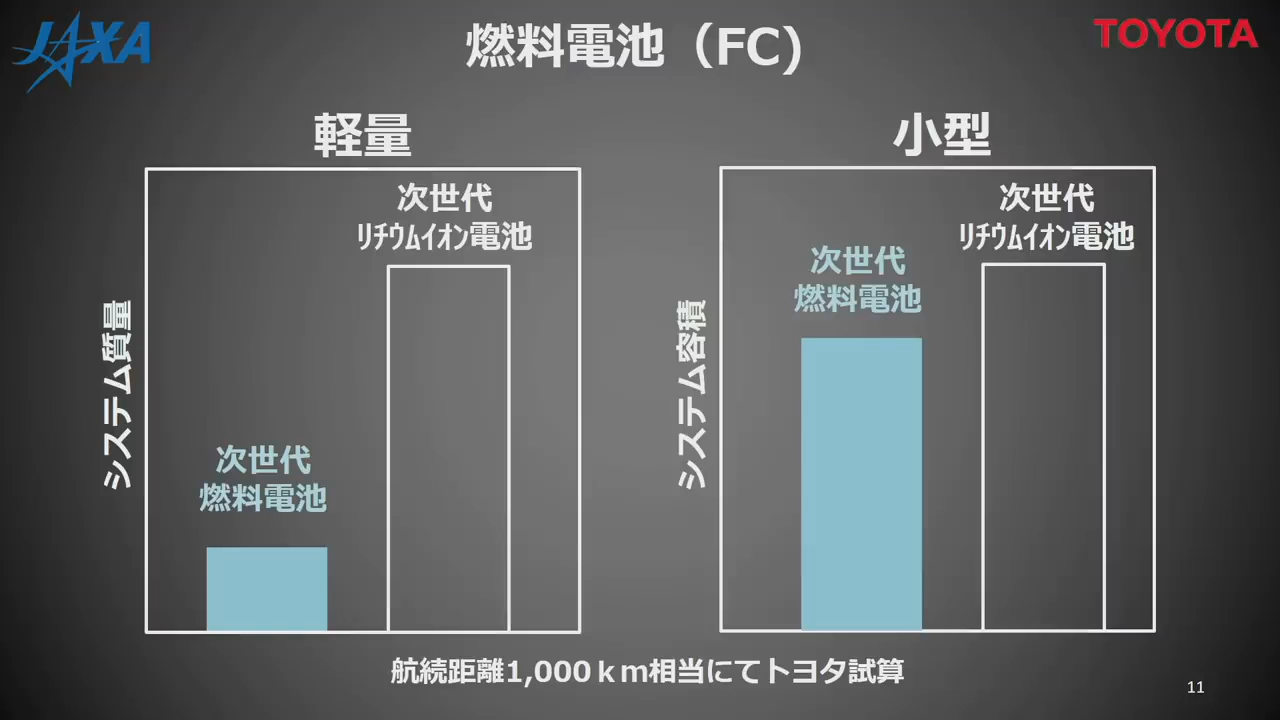 JAXA
燃料電池（FC)
TOYOTA
軽量
システム質量
次世代
燃料電池
次世代
ﾘﾁｳﾑｲｵﾝ電池
小型
システム容積
次世代
燃料電池
次世代
ﾘﾁｳﾑｲｵﾝ電池
航続距離1,000ｋm相当にてトヨタ試算
11